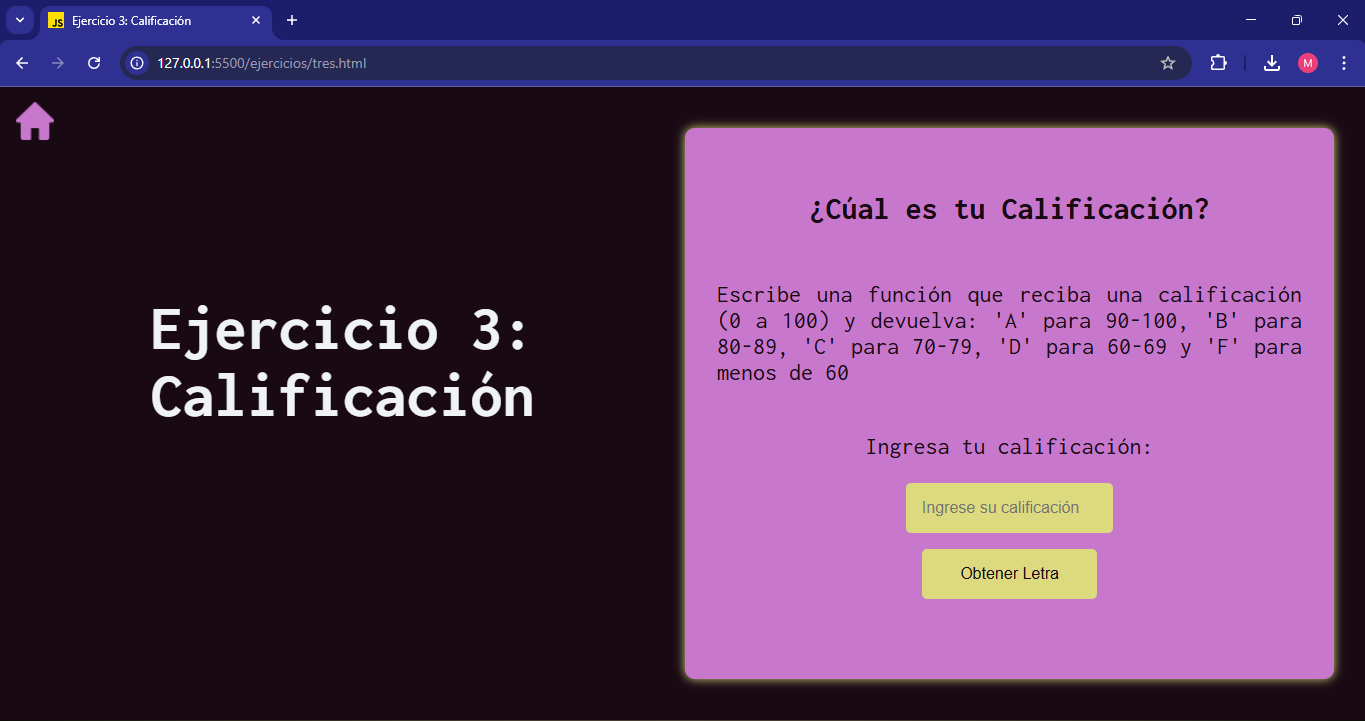 JS
Ejercicio 3: Calificación
127.0.0.1:5500/ejercicios/tres.html
M
Ejercicio 3:
Calificación
¿Cúal es tu Calificación?
Escribe una función que reciba una calificación
(0 a 100) y devuelva: 'A' para 90-100, 'B' para
80-89, 'C' para 70-79, 'D' para 60-69 y 'F' para
menos de 60
Ingresa tu calificación:
Ingrese su calificación
Obtener Letra